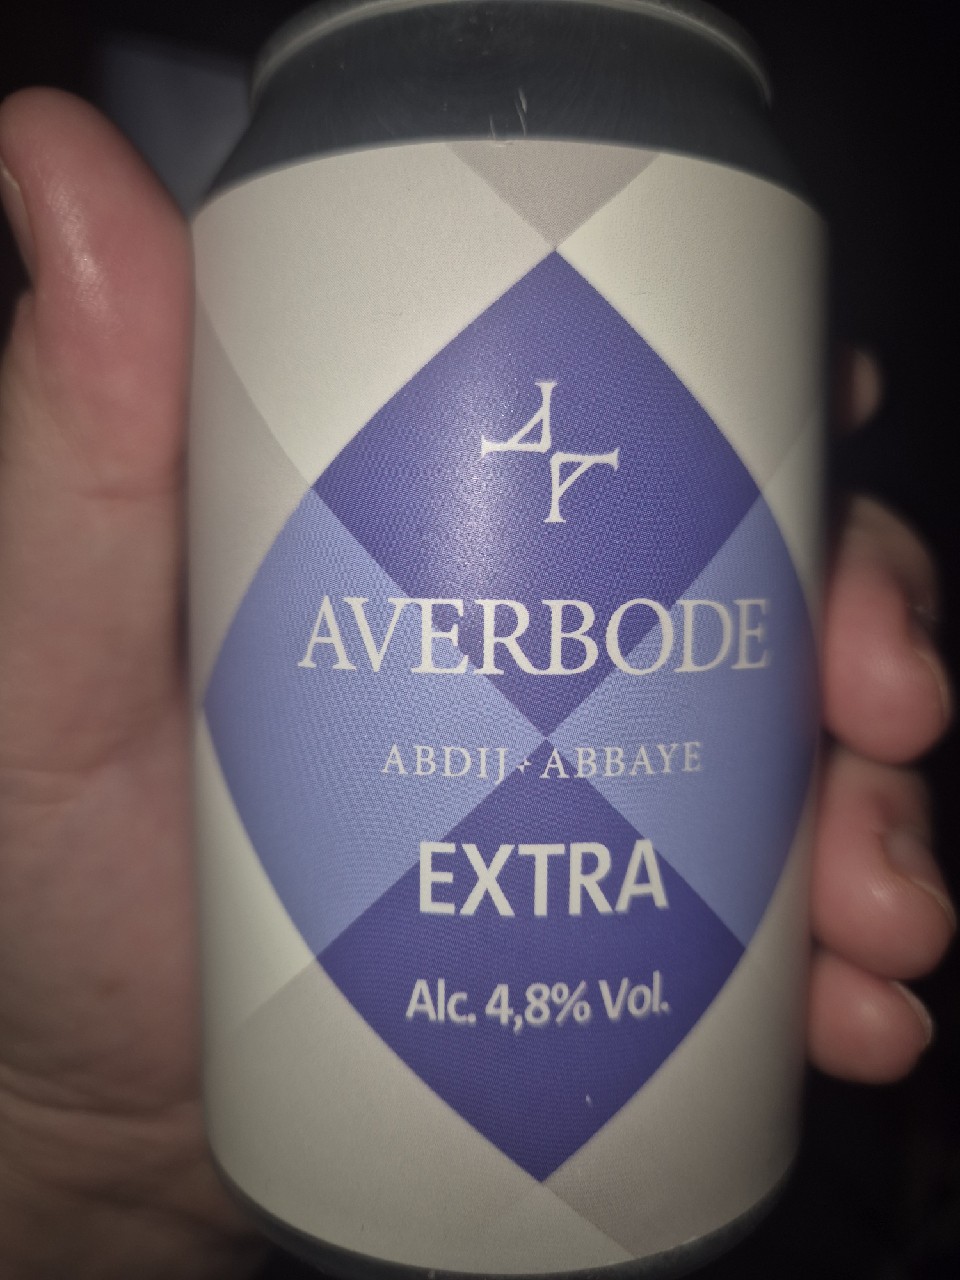 AVERBODE
ABDIJ + ABBAYE
EXTRA
Alc. 4,8% Vol.